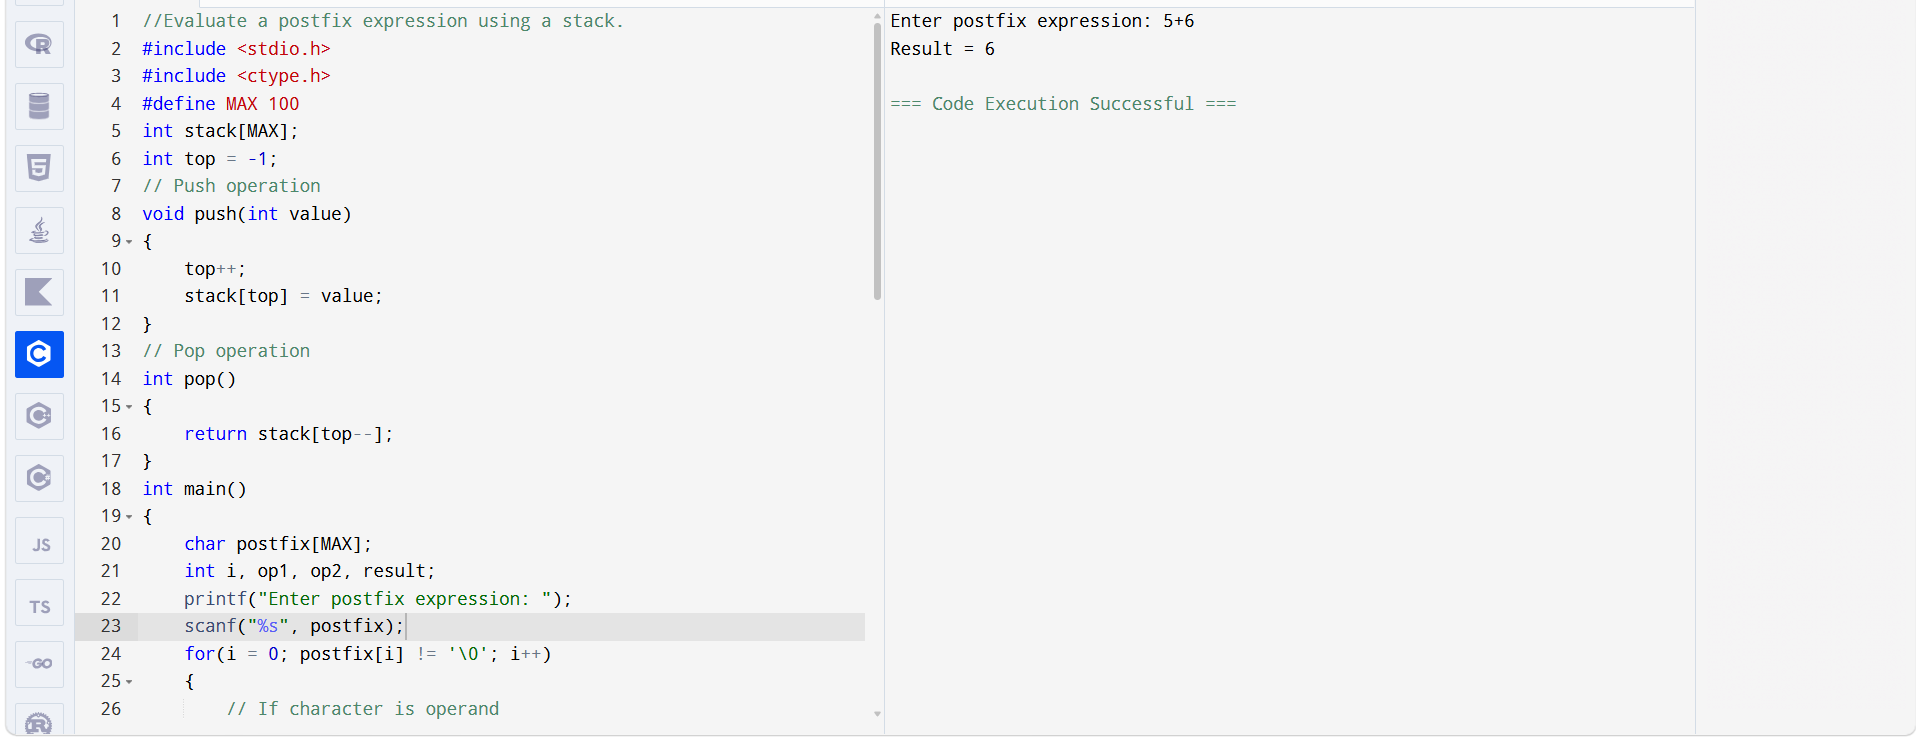 1 //Evaluate a postfix expression using a stack.
2 #include <stdio.h>
3 #include <ctype.h>
4 #define MAX 100
5 int stack[MAX];
6 int top = -1;
7 // Push operation
8 void push(int value)
9 {
10     top++;
11     stack[top] = value;
12 }
13 // Pop operation
14 int pop()
15 {
16     return stack[top--];
17 }
18 int main()
19 {
20     char postfix[MAX];
21     int i, op1, op2, result;
22     printf("Enter postfix expression: ");
23     scanf("%s", postfix);
24     for(i = 0; postfix[i] != '\0'; i++)
25     {
26         // If character is operand
Enter postfix expression: 5+6
Result = 6
=== Code Execution Successful ===
R
5
C
C
C
JS
TS
GO
R